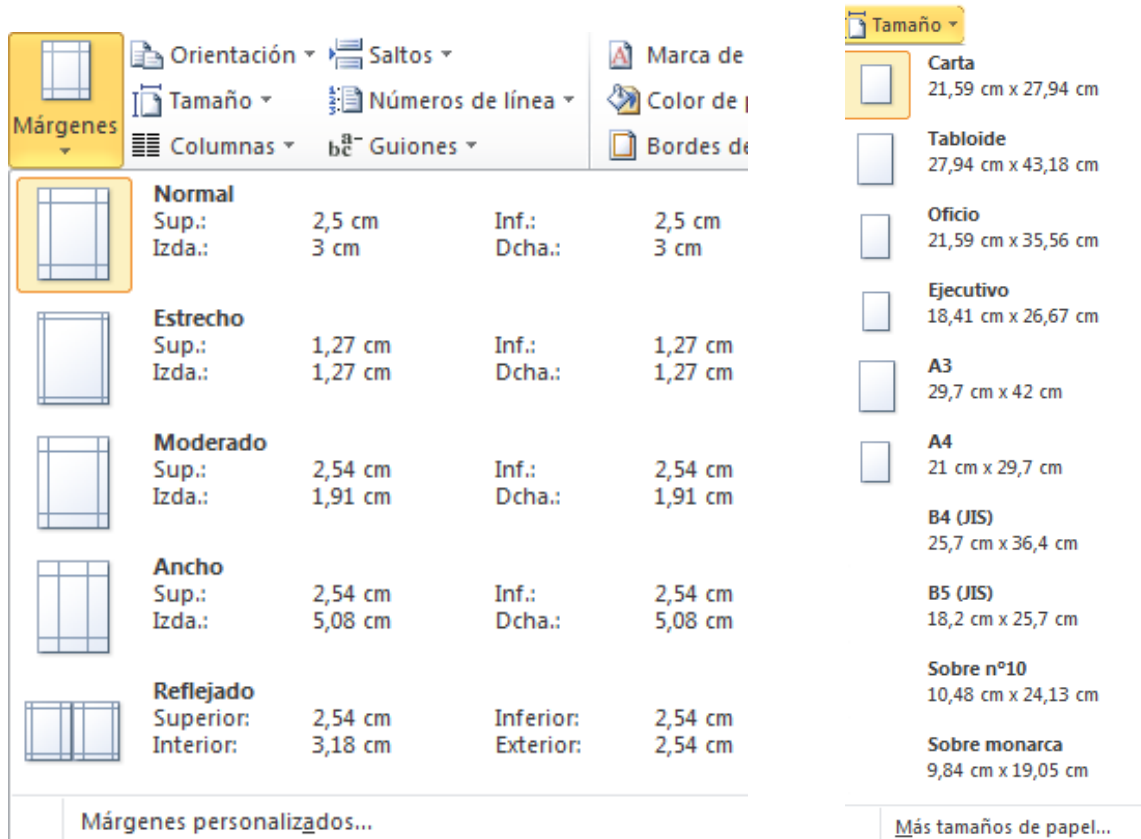 Márgenes
Orientación
Saltos
Tamaño
Números de línea
Columnas
Guiones
Marca de
Color de
Bordes de
Normal
Sup.: 2,5 cm Inf.: 2,5 cm
Izda.: 3 cm Dcha.: 3 cm
Estrecho
Sup.: 1,27 cm Inf.: 1,27 cm
Izda.: 1,27 cm Dcha.: 1,27 cm
Moderado
Sup.: 2,54 cm Inf.: 2,54 cm
Izda.: 1,91 cm Dcha.: 1,91 cm
Ancho
Sup.: 2,54 cm Inf.: 2,54 cm
Izda.: 5,08 cm Dcha.: 5,08 cm
Reflejado
Superior: 2,54 cm Inferior: 2,54 cm
Interior: 3,18 cm Exterior: 2,54 cm
Márgenes personalizados...
Tamaño
Carta
21,59 cm x 27,94 cm
Tabloide
27,94 cm x 43,18 cm
Oficio
21,59 cm x 35,56 cm
Ejecutivo
18,41 cm x 26,67 cm
A3
29,7 cm x 42 cm
A4
21 cm x 29,7 cm
B4 (JIS)
25,7 cm x 36,4 cm
B5 (JIS)
18,2 cm x 25,7 cm
Sobre nº10
10,48 cm x 24,13 cm
Sobre monarca
9,84 cm x 19,05 cm
Más tamaños de papel...